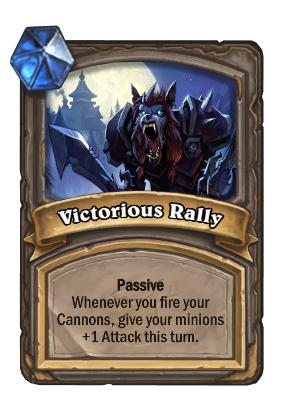 Victorious Rally
Passive
Whenever you fire your
Cannons, give your minions
+1 Attack this turn.